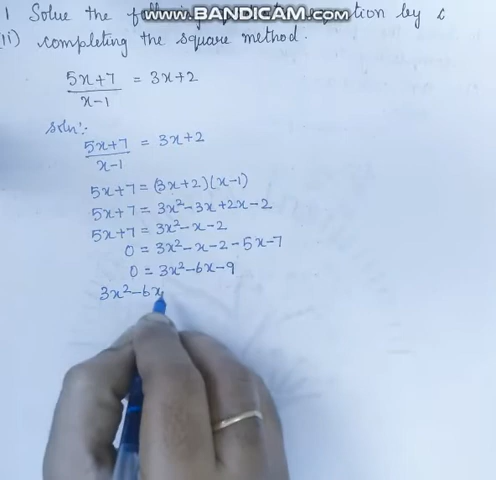 1 Solve the following equation by c
WWW.BANDICAM.COM
ii) completing the square method.
5x+7/x-1 = 3x+2
Soln:-
5x+7/x-1 = 3x+2
5x+7 = (3x+2)(x-1)
5x+7 = 3x²-3x+2x-2
5x+7 = 3x²-x-2
0 = 3x²-x-2-5x-7
0 = 3x²-6x-9
3x²-6x